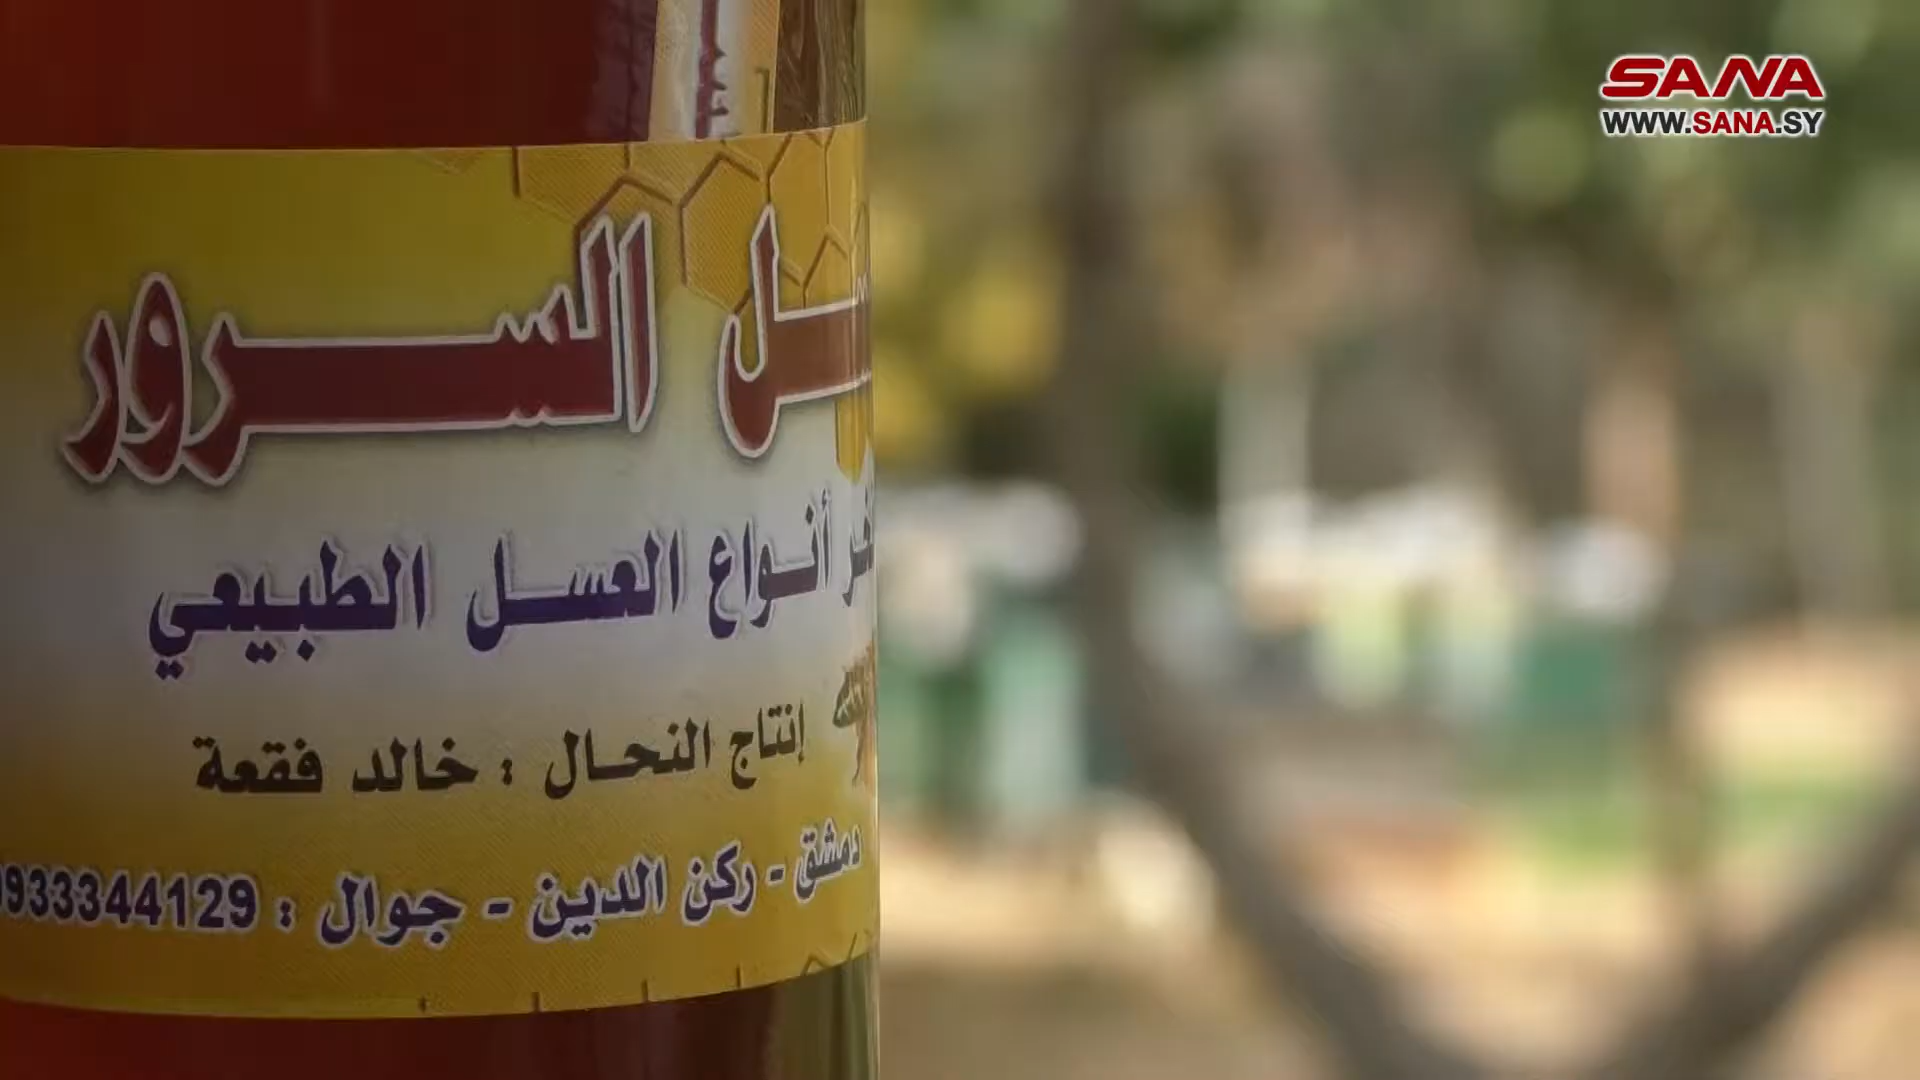 SANA
WWW.SANA.SY
السرور
أنواع العسل الطبيعي
إنتاج النحال : خالد فقعة
دمشق - ركن الدين - جوال : 0933344129